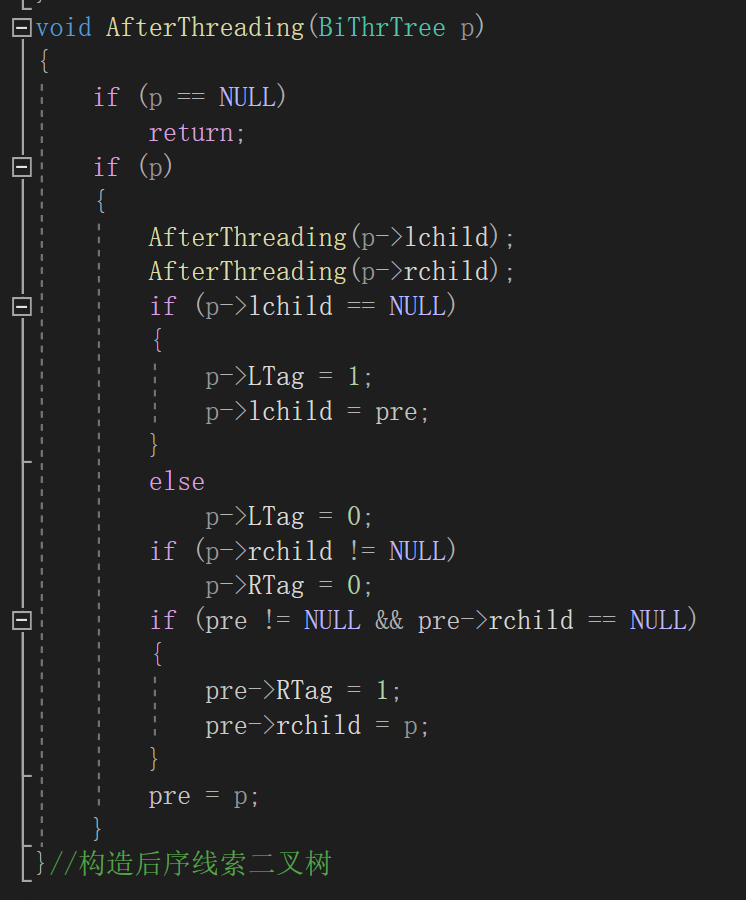 void AfterThreading(BiThrTree p)
{
    if (p == NULL)
        return;
    if (p)
    {
        AfterThreading(p->lchild);
        AfterThreading(p->rchild);
        if (p->lchild == NULL)
        {
            p->LTag = 1;
            p->lchild = pre;
        }
        else
            p->LTag = 0;
        if (p->rchild != NULL)
            p->RTag = 0;
        if (pre != NULL && pre->rchild == NULL)
        {
            pre->RTag = 1;
            pre->rchild = p;
        }
        pre = p;
    }
}//构造后序线索二叉树